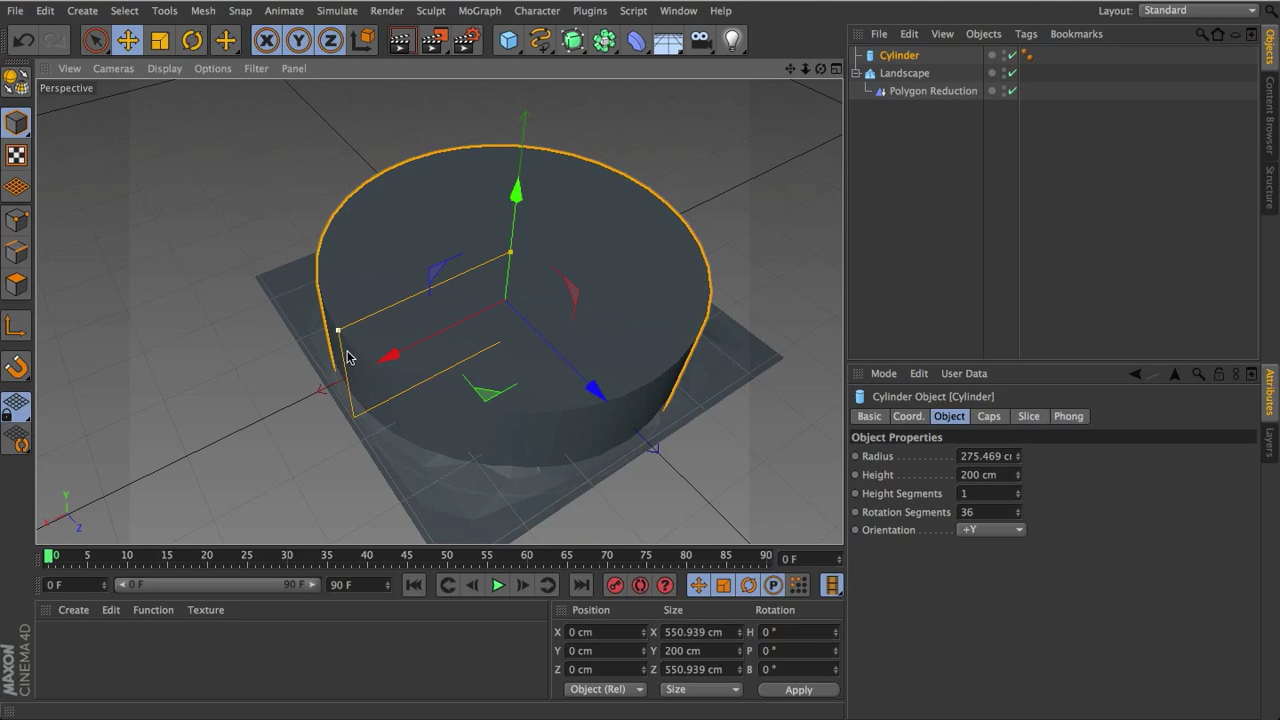 File Edit Create Select Tools Mesh Snap Animate Simulate Render Sculpt MoGraph Character Plugins Script Window Help Layout: Standard
X Y Z
View Cameras Display Options Filter Panel
Perspective
Y
X
Z
0 5 10 15 20 25 30 35 40 45 50 55 60 65 70 75 80 85 90 0 F
0 F 0 F 90 F 90 F P
Create Edit Function Texture
Position Size Rotation
X 0 cm X 550.939 cm H 0 °
Y 0 cm Y 200 cm P 0 °
Z 0 cm Z 550.939 cm B 0 °
Object (Rel) Size Apply
MAXON
CINEMA 4D
File Edit View Objects Tags Bookmarks
Cylinder
Landscape
Polygon Reduction
Objects
Content Browser
Structure
Mode Edit User Data
Cylinder Object [Cylinder]
Basic Coord. Object Caps Slice Phong
Object Properties
Radius 275.469 c
Height 200 cm
Height Segments 1
Rotation Segments 36
Orientation +Y
Attributes
Layers